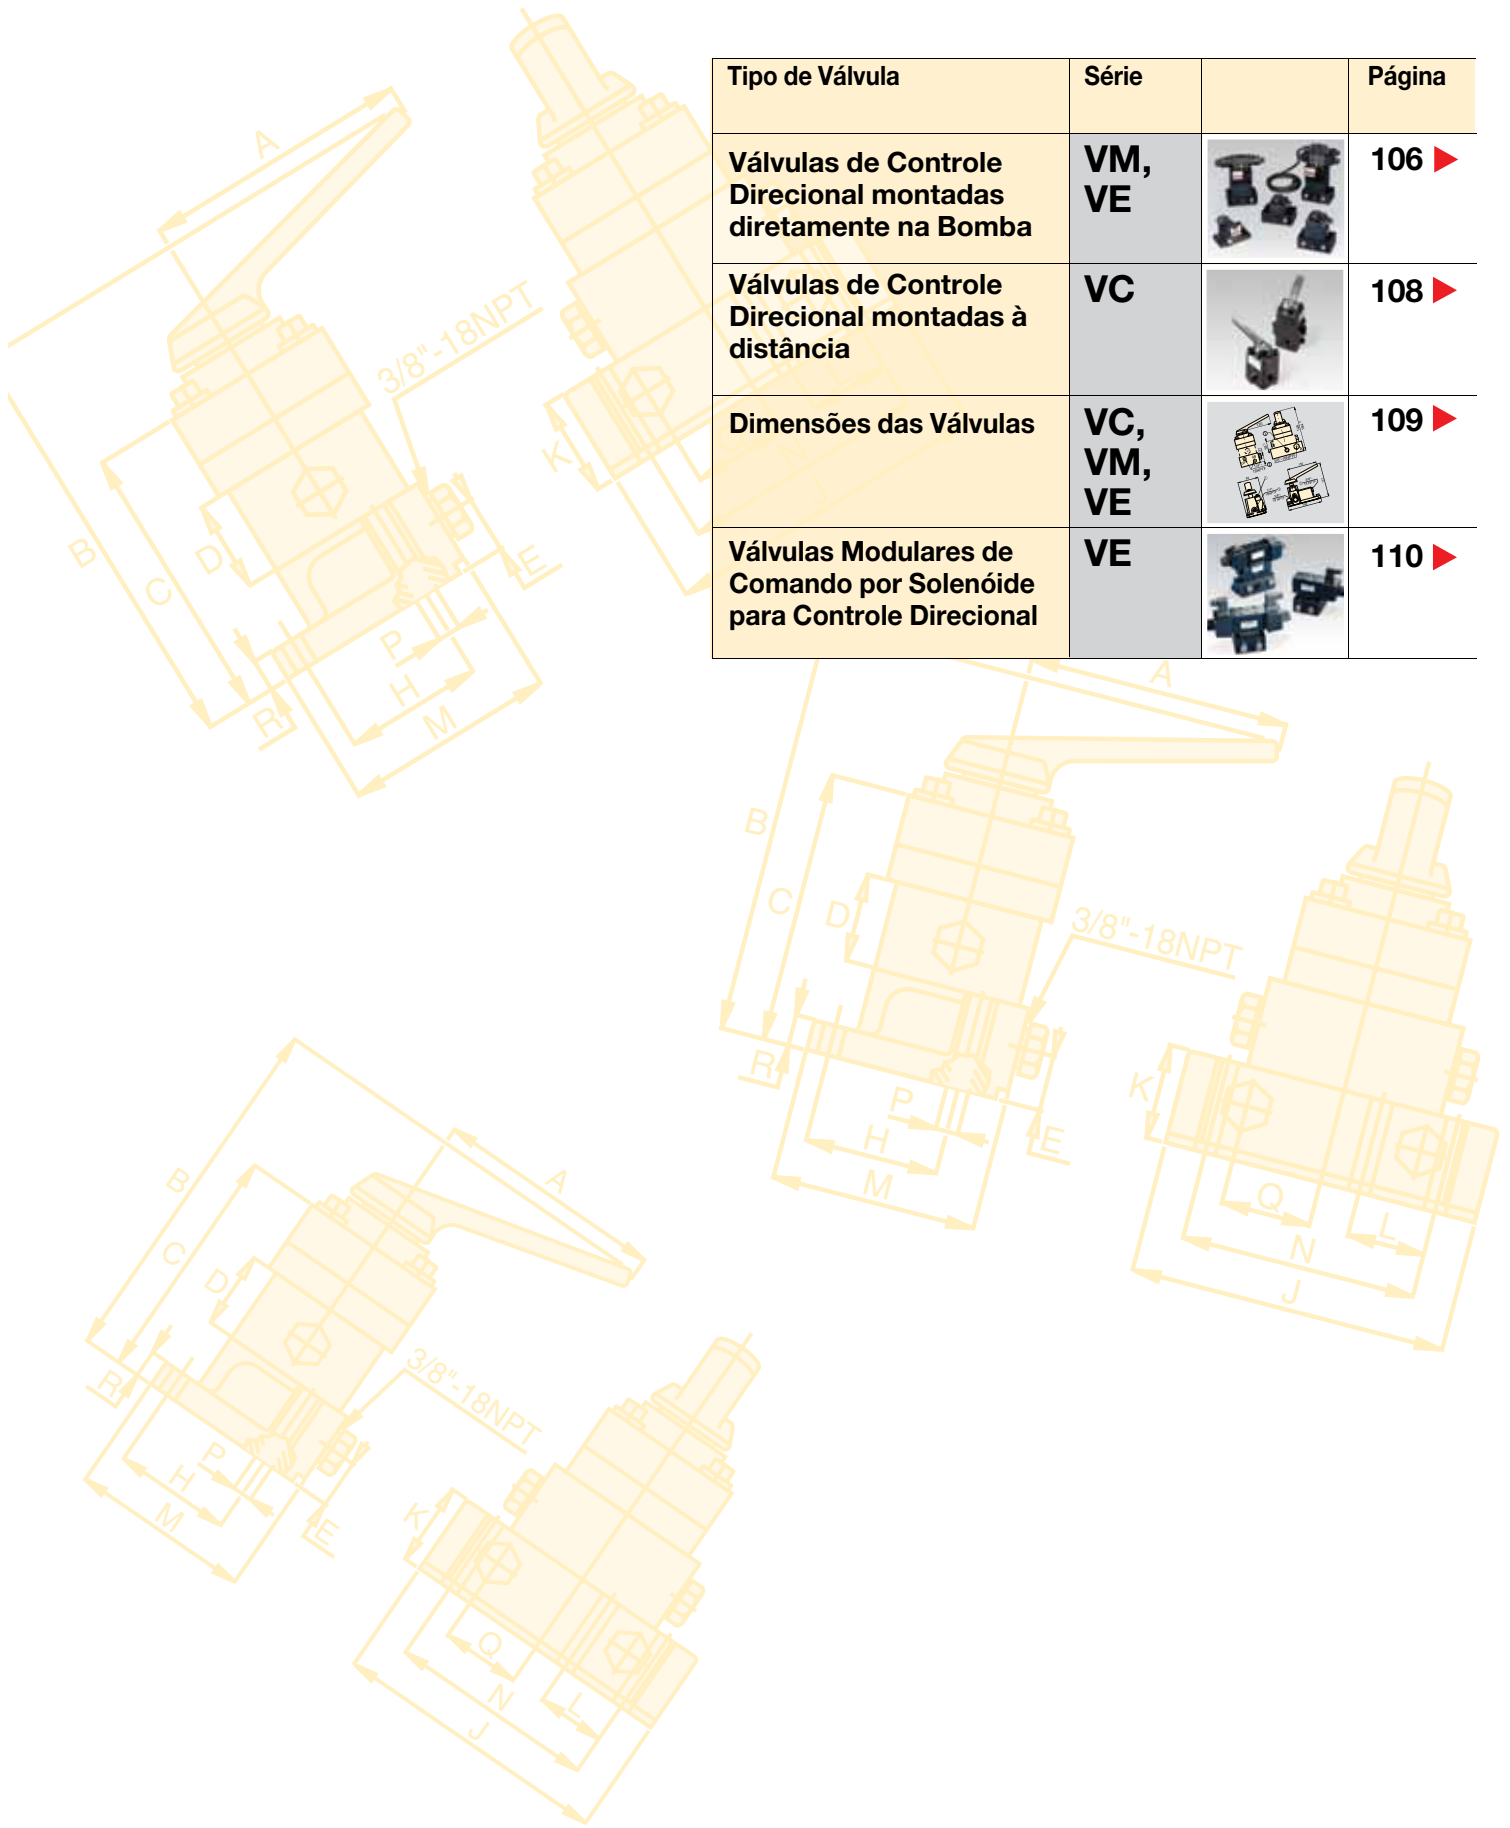 Tipo de Válvula Série Página
Válvulas de Controle
Direcional montadas
diretamente na Bomba
VM,
VE
106
Válvulas de Controle
Direcional montadas à
distância
VC
108
Dimensões das Válvulas
VC,
VM,
VE
109
Válvulas Modulares de
Comando por Solenóide
para Controle Direcional
VE
110
A
B
C
D
3/8"-18NPT
E
P
H
M
R
K
N
A
B
C
D
3/8"-18NPT
R
P
H
M
E
K
Q
L
N
J
A
B
C
D
3/8"-18NPT
R
P
H
M
E
K
Q
L
N
J